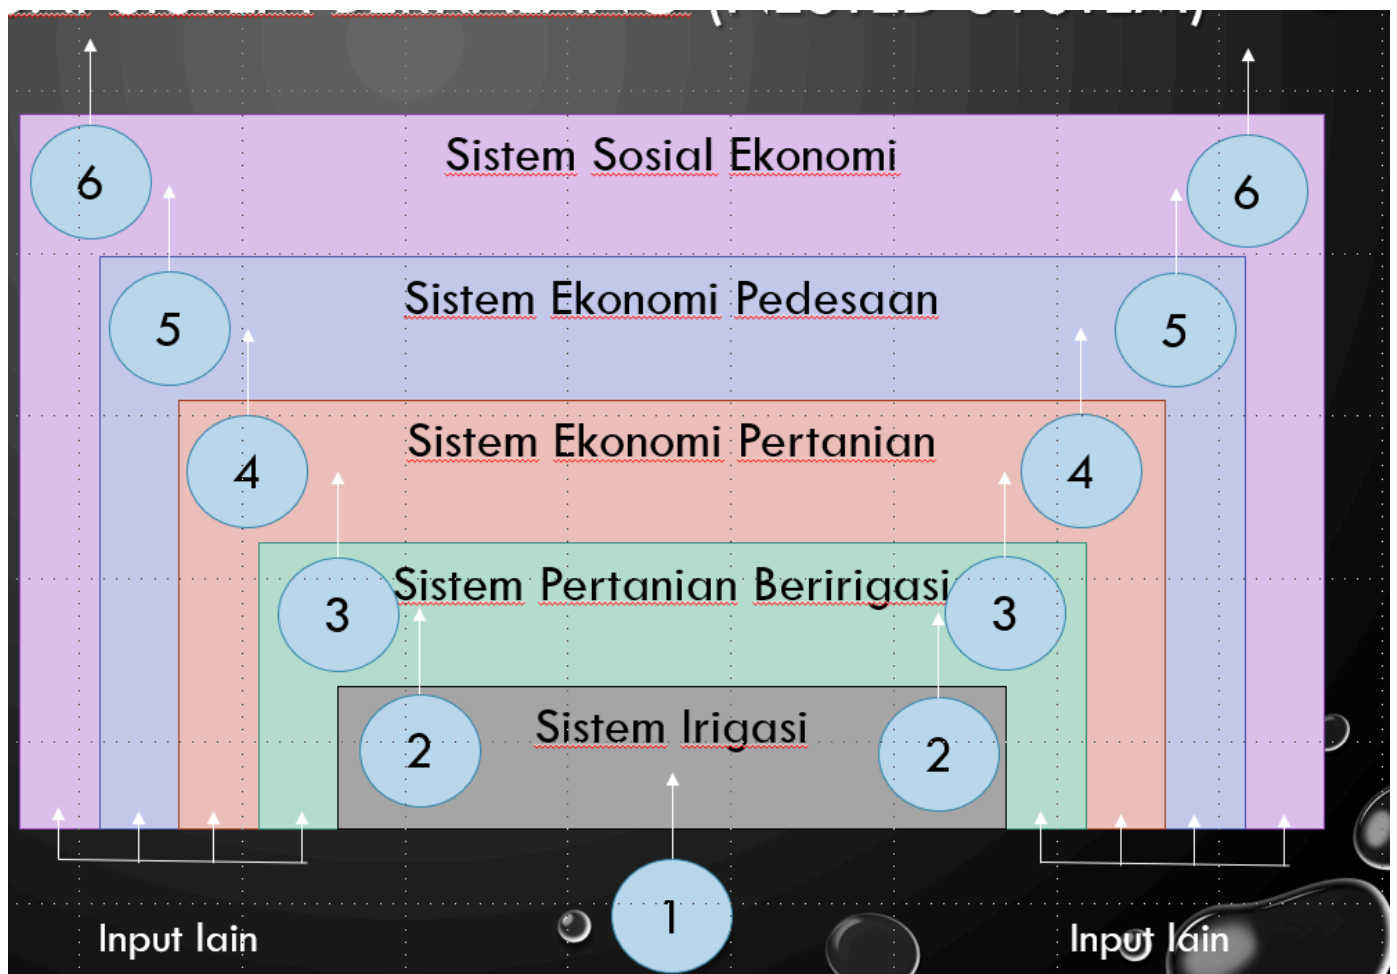 6 Sistem Sosial Ekonomi 6
5 Sistem Ekonomi Pedesaan 5
4 Sistem Ekonomi Pertanian 4
3 Sistem Pertanian Beririgasi 3
2 Sistem Irigasi 2
1
Input lain Input lain